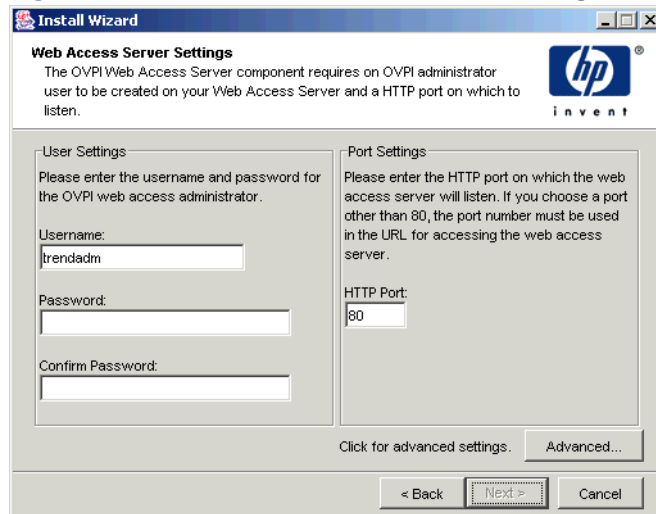 Install Wizard
Web Access Server Settings
The OVPI Web Access Server component requires on OVPI administrator
user to be created on your Web Access Server and a HTTP port on which to
listen.
hp
®
invent
User Settings
Please enter the username and password for
the OVPI web access administrator.
Username:
trendadm
Password:
Confirm Password:
Port Settings
Please enter the HTTP port on which the web
access server will listen. If you choose a port
other than 80, the port number must be used
in the URL for accessing the web access
server.
HTTP Port:
80
Click for advanced settings.
Advanced...
< Back
Next >
Cancel